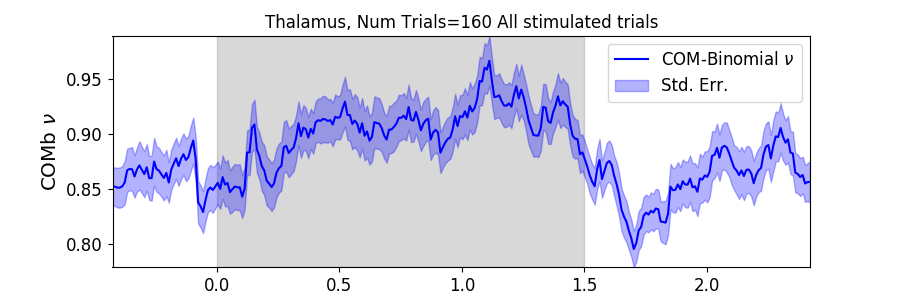 Thalamus, Num Trials=160 All stimulated trials
COM-Binomial ν
Std. Err.
COMb ν
0.95
0.90
0.85
0.80
0.0 0.5 1.0 1.5 2.0